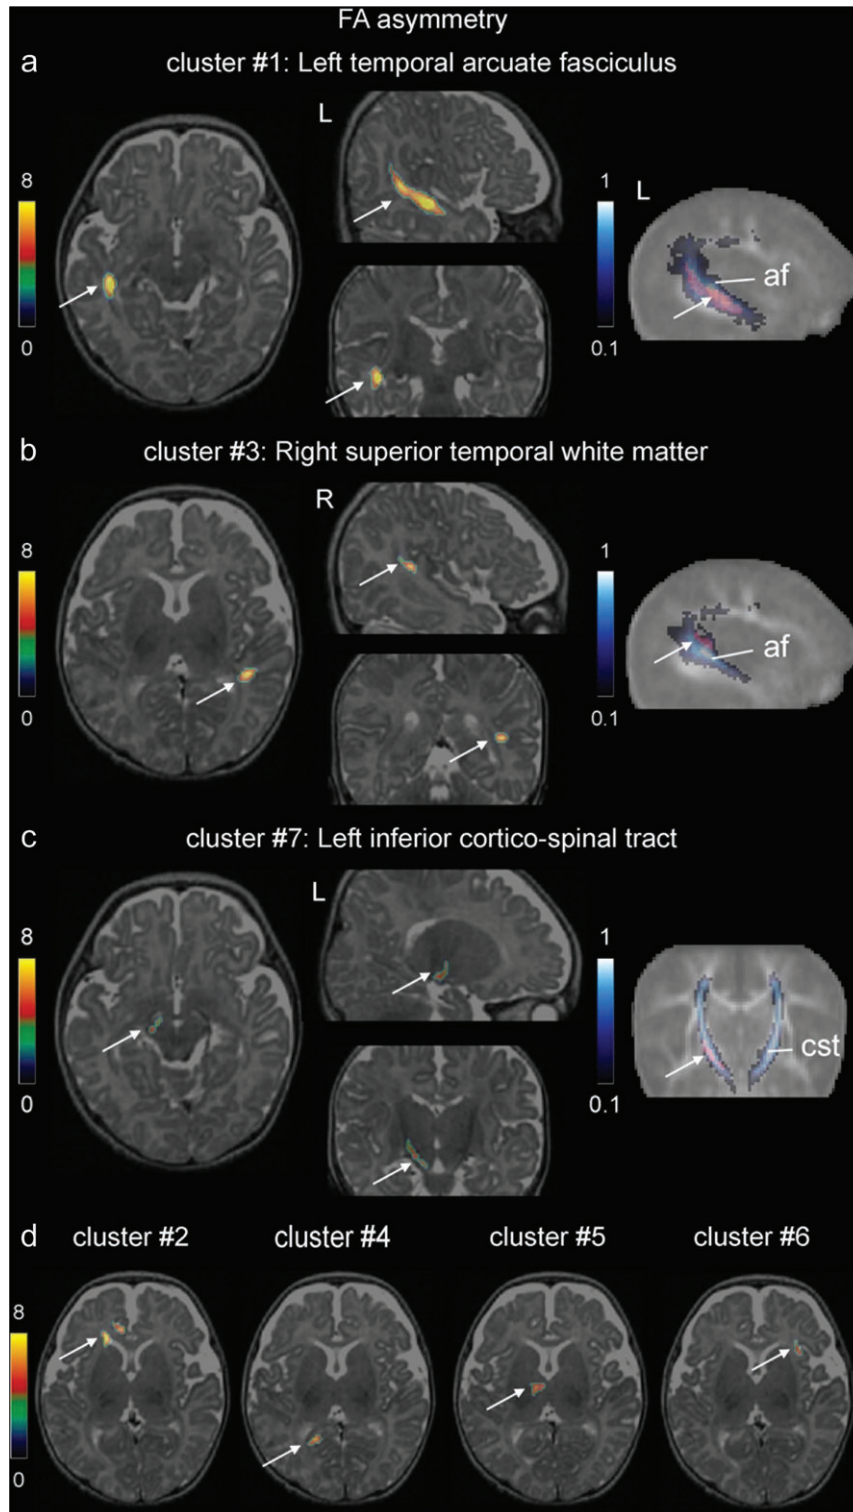 FA asymmetry
a
cluster #1: Left temporal arcuate fasciculus
L
8
0
1
0.1
L
af
b
cluster #3: Right superior temporal white matter
R
8
0
1
0.1
af
c
cluster #7: Left inferior cortico-spinal tract
L
8
0
1
0.1
cst
d
cluster #2 cluster #4 cluster #5 cluster #6
8
0